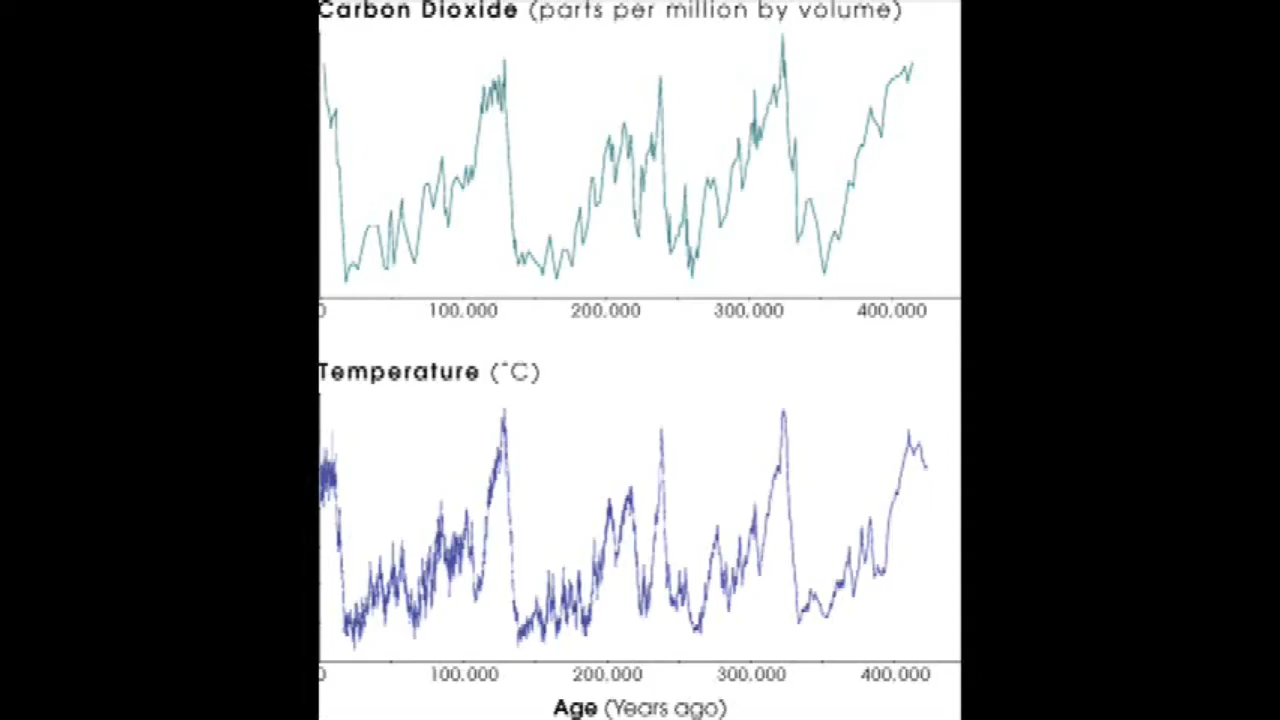 Carbon Dioxide (parts per million by volume)
0 100,000 200,000 300,000 400,000
Temperature (˚C)
0 100,000 200,000 300,000 400,000
Age (Years ago)